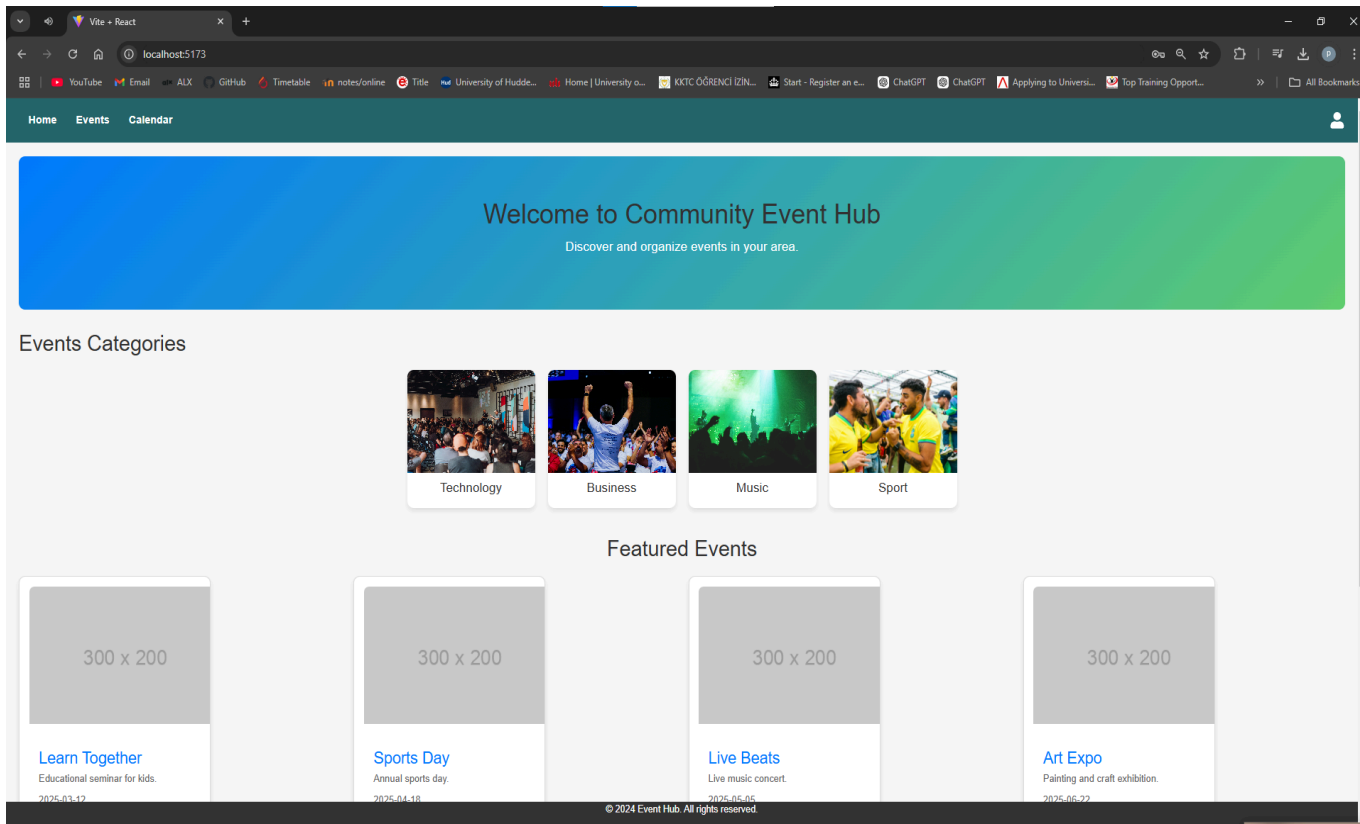 Vite + React
localhost:5173
YouTube Email ALX GitHub Timetable notes/online Title University of Hudde... Home | University o... KKTC ÖĞRENCİ İZİN... Start - Register an e... ChatGPT ChatGPT Applying to Universi... Top Training Opport... All Bookmarks
Home Events Calendar
Welcome to Community Event Hub
Discover and organize events in your area.
Events Categories
Technology Business Music Sport
Featured Events
300 x 200 300 x 200 300 x 200 300 x 200
Learn Together Sports Day Live Beats Art Expo
Educational seminar for kids. Annual sports day. Live music concert. Painting and craft exhibition.
2025-03-12 2025-04-18 2025-05-05 2025-06-22
© 2024 Event Hub. All rights reserved.